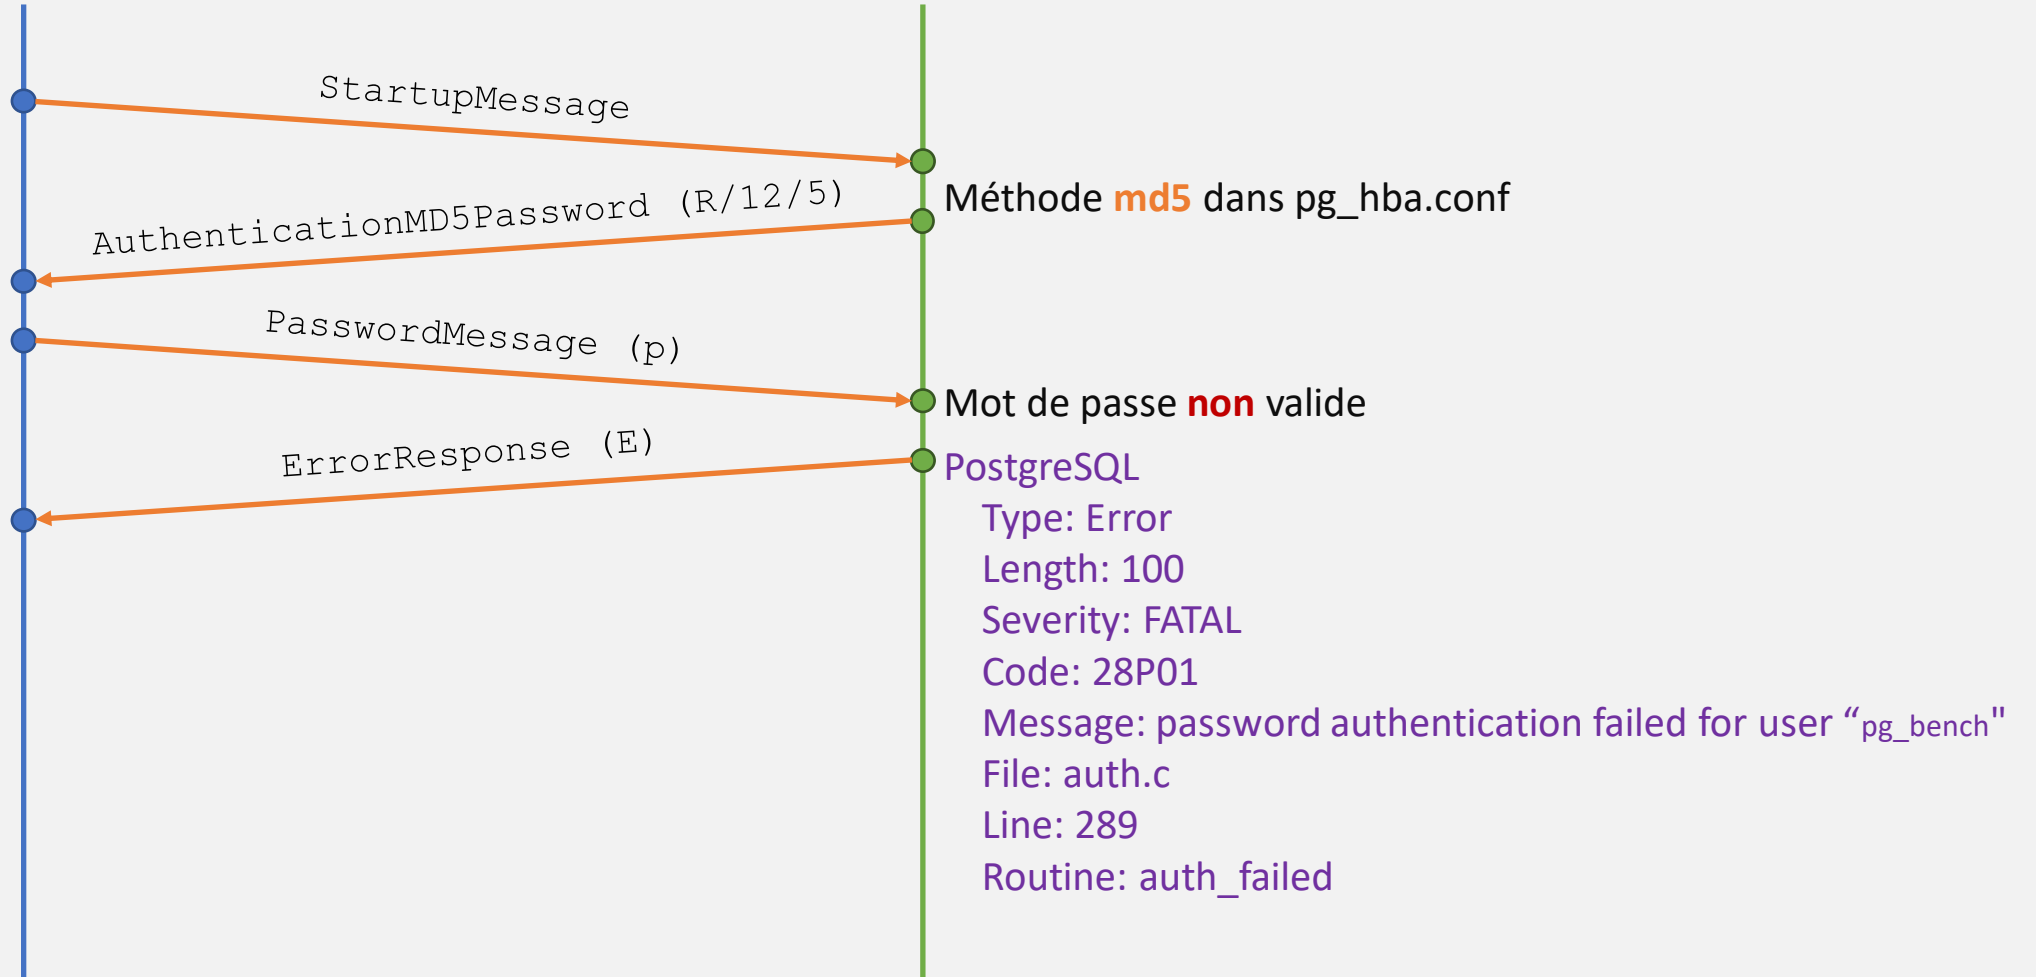 StartupMessage
AuthenticationMD5Password (R/12/5)
Méthode md5 dans pg_hba.conf
PasswordMessage (p)
Mot de passe non valide
ErrorResponse (E)
PostgreSQL
Type: Error
Length: 100
Severity: FATAL
Code: 28P01
Message: password authentication failed for user “pg_bench"
File: auth.c
Line: 289
Routine: auth_failed